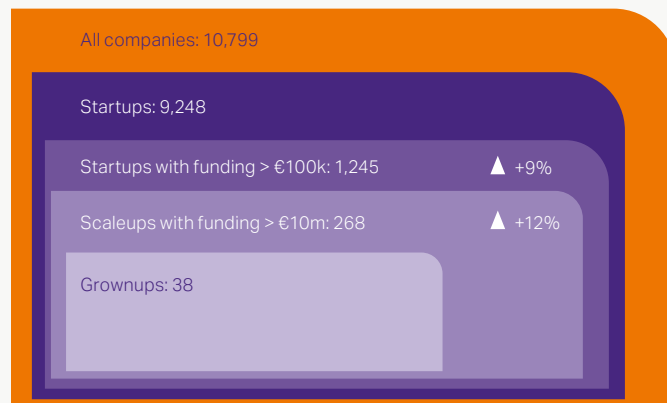 All companies: 10,799
Startups: 9,248
Startups with funding > €100k: 1,245 ▲ +9%
Scaleups with funding > €10m: 268 ▲ +12%
Grownups: 38